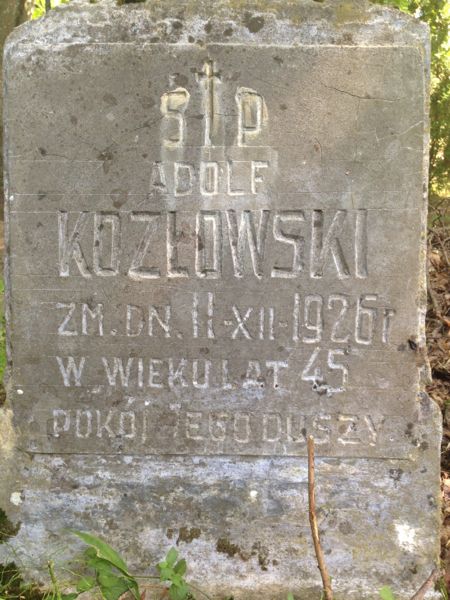 Ś P
ADOLF
KOZŁOWSKI
ZM. DN. 11-XII-1926 r
W WIEKU LAT 45
POKÓJ JEGO DUSZY